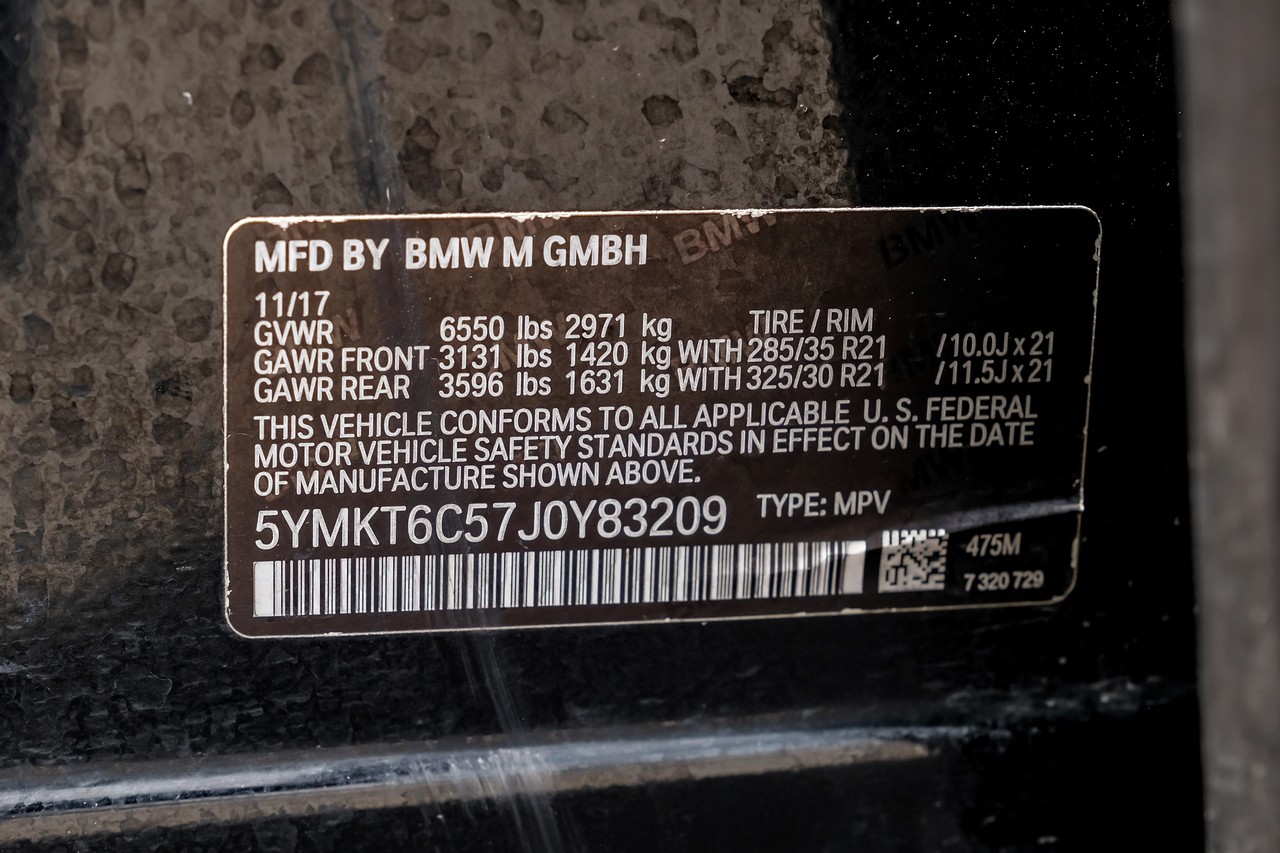 MFD BY BMW M GMBH
11/17
GVWR 6550 lbs 2971 kg TIRE / RIM
GAWR FRONT 3131 lbs 1420 kg WITH 285/35 R21 /10.0J x 21
GAWR REAR 3596 lbs 1631 kg WITH 325/30 R21 /11.5J x 21
THIS VEHICLE CONFORMS TO ALL APPLICABLE U. S. FEDERAL
MOTOR VEHICLE SAFETY STANDARDS IN EFFECT ON THE DATE
OF MANUFACTURE SHOWN ABOVE.
5YMKT6C57J0Y83209 TYPE: MPV
475M
7 320 729